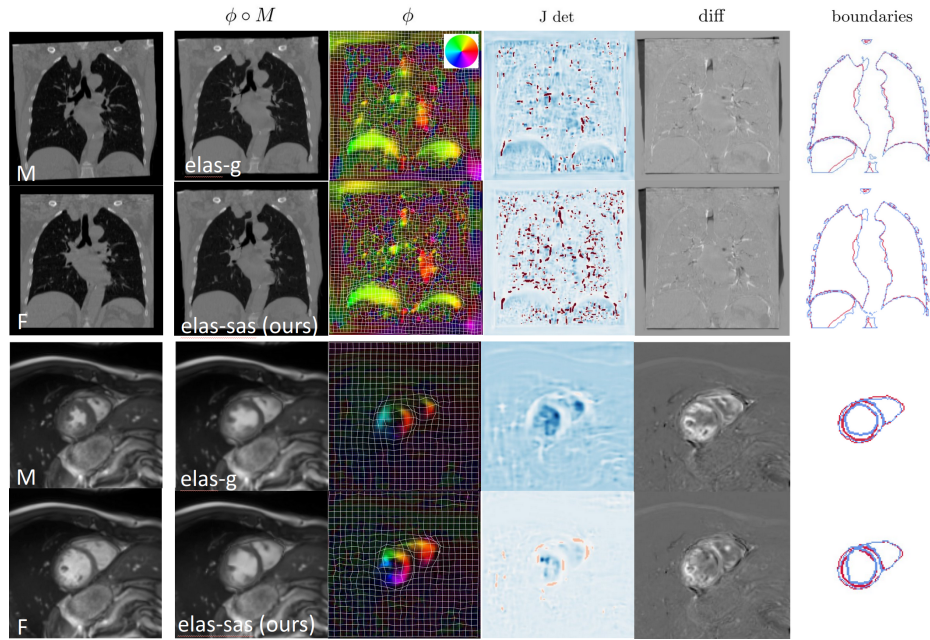 ϕ ∘ M
ϕ
J det
diff
boundaries
M
elas-g
F
elas-sas (ours)
M
elas-g
F
elas-sas (ours)